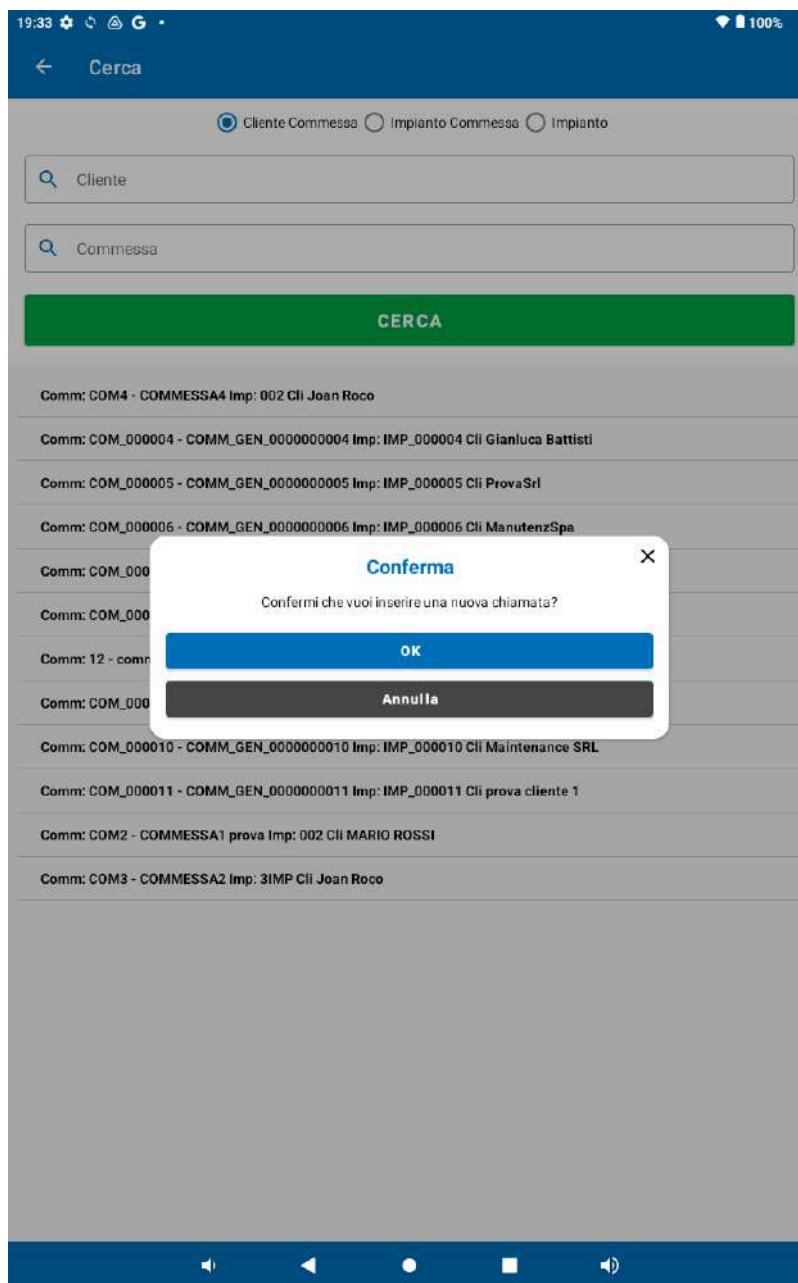 19:33 G 100%
Cerca
Cliente Commessa Impianto Commessa Impianto
Cliente
Commessa
CERCA
Comm: COM4 - COMMESSA4 Imp: 002 Cli Joan Roco
Comm: COM_000004 - COMM_GEN_0000000004 Imp: IMP_000004 Cli Gianluca Battisti
Comm: COM_000005 - COMM_GEN_0000000005 Imp: IMP_000005 Cli ProvaSrl
Comm: COM_000006 - COMM_GEN_0000000006 Imp: IMP_000006 Cli ManutenzSpa
Comm: COM_000
Conferma
Confermi che vuoi inserire una nuova chiamata?
Comm: COM_000
OK
Comm: 12 -
Annulla
Comm: COM_000
Comm: COM_000010 - COMM_GEN_0000000010 Imp: IMP_000010 Cli Maintenance SRL
Comm: COM_000011 - COMM_GEN_0000000011 Imp: IMP_000011 Cli prova cliente 1
Comm: COM2 - COMMESSA1 prova Imp: 002 Cli MARIO ROSSI
Comm: COM3 - COMMESSA2 Imp: 3IMP Cli Joan Roco